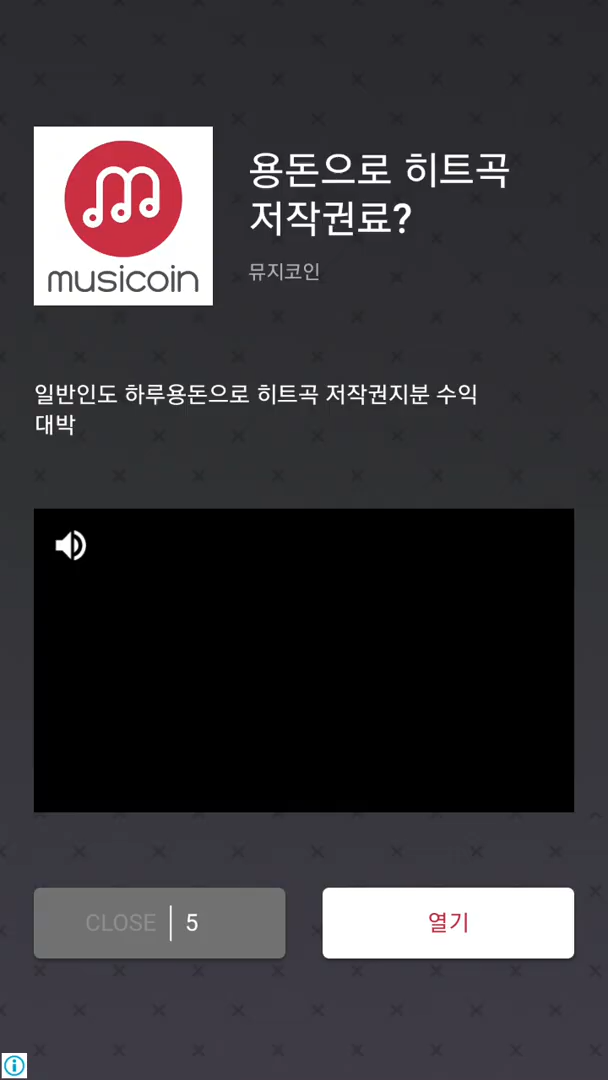 musicoin
용돈으로 히트곡
저작권료?
뮤지코인
일반인도 하루용돈으로 히트곡 저작권지분 수익
대박
CLOSE 5
열기